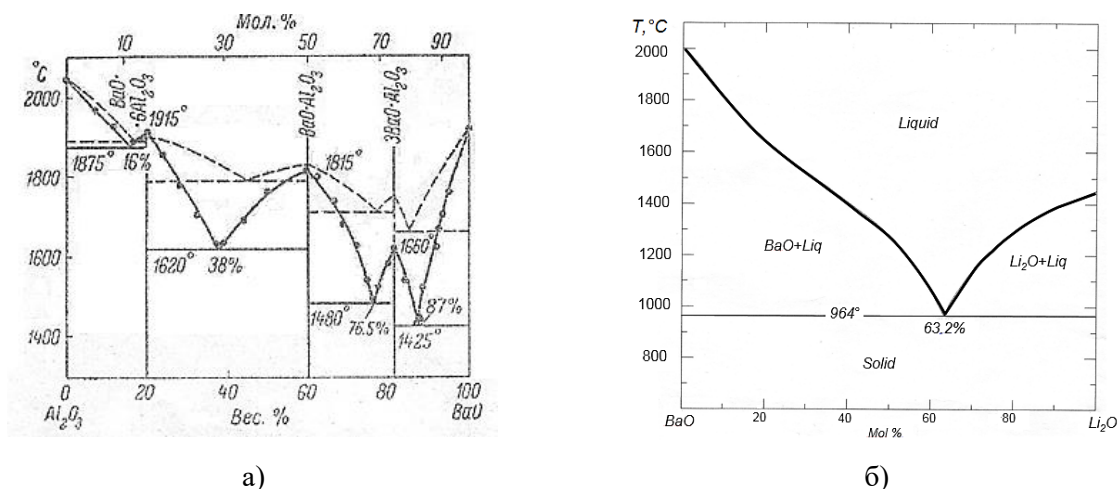 Мол. %
10 30 50 70 90
°С
2000
1800
1600
1400
BaO·
·6Al₂O₃
1915°
1875°
16%
BaO·Al₂O₃
1815°
3BaO·Al₂O₃
1620°
38%
1660°
1480°
76.5%
87%
1425°
0 20 40 60 80 100
Al₂O₃ Вес. % BaO
а)
T,°C
2000
1800
1600
1400
1200
1000
800
Liquid
BaO+Liq
Li₂O+Liq
964°
63,2%
Solid
20 40 60 80
BaO Mol % Li₂O
б)